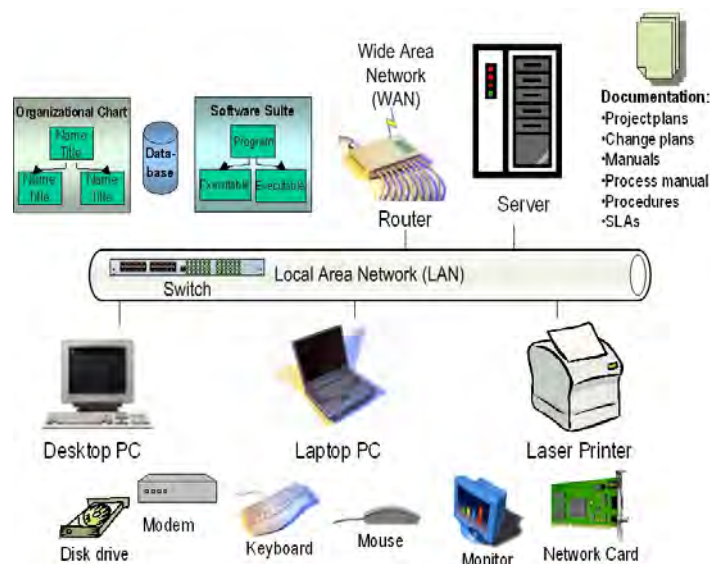 Organizational Chart
Name
Title
Name
Title
Name
Title
Data-
base
Software Suite
Program
Executable
Executable
Wide Area
Network
(WAN)
Router
Server
Documentation:
•Projectplans
•Change plans
•Manuals
•Process manual
•Procedures
•SLAs
Switch
Local Area Network (LAN)
Desktop PC
Laptop PC
Laser Printer
Disk drive
Modem
Keyboard
Mouse
Monitor
Network Card